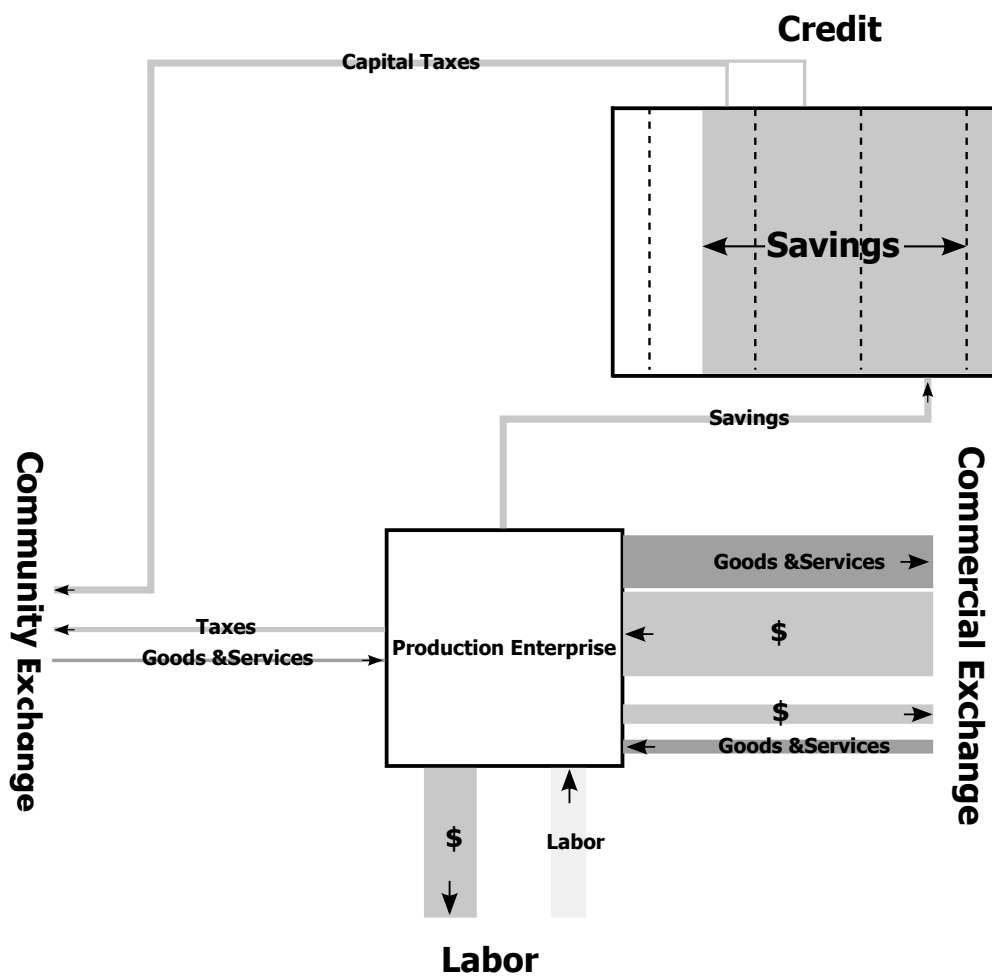 Credit
Capital Taxes
Savings
Savings
Community Exchange
Commercial Exchange
Goods &Services
$
Taxes
Production Enterprise
Goods &Services
$
Goods &Services
$
Labor
Labor